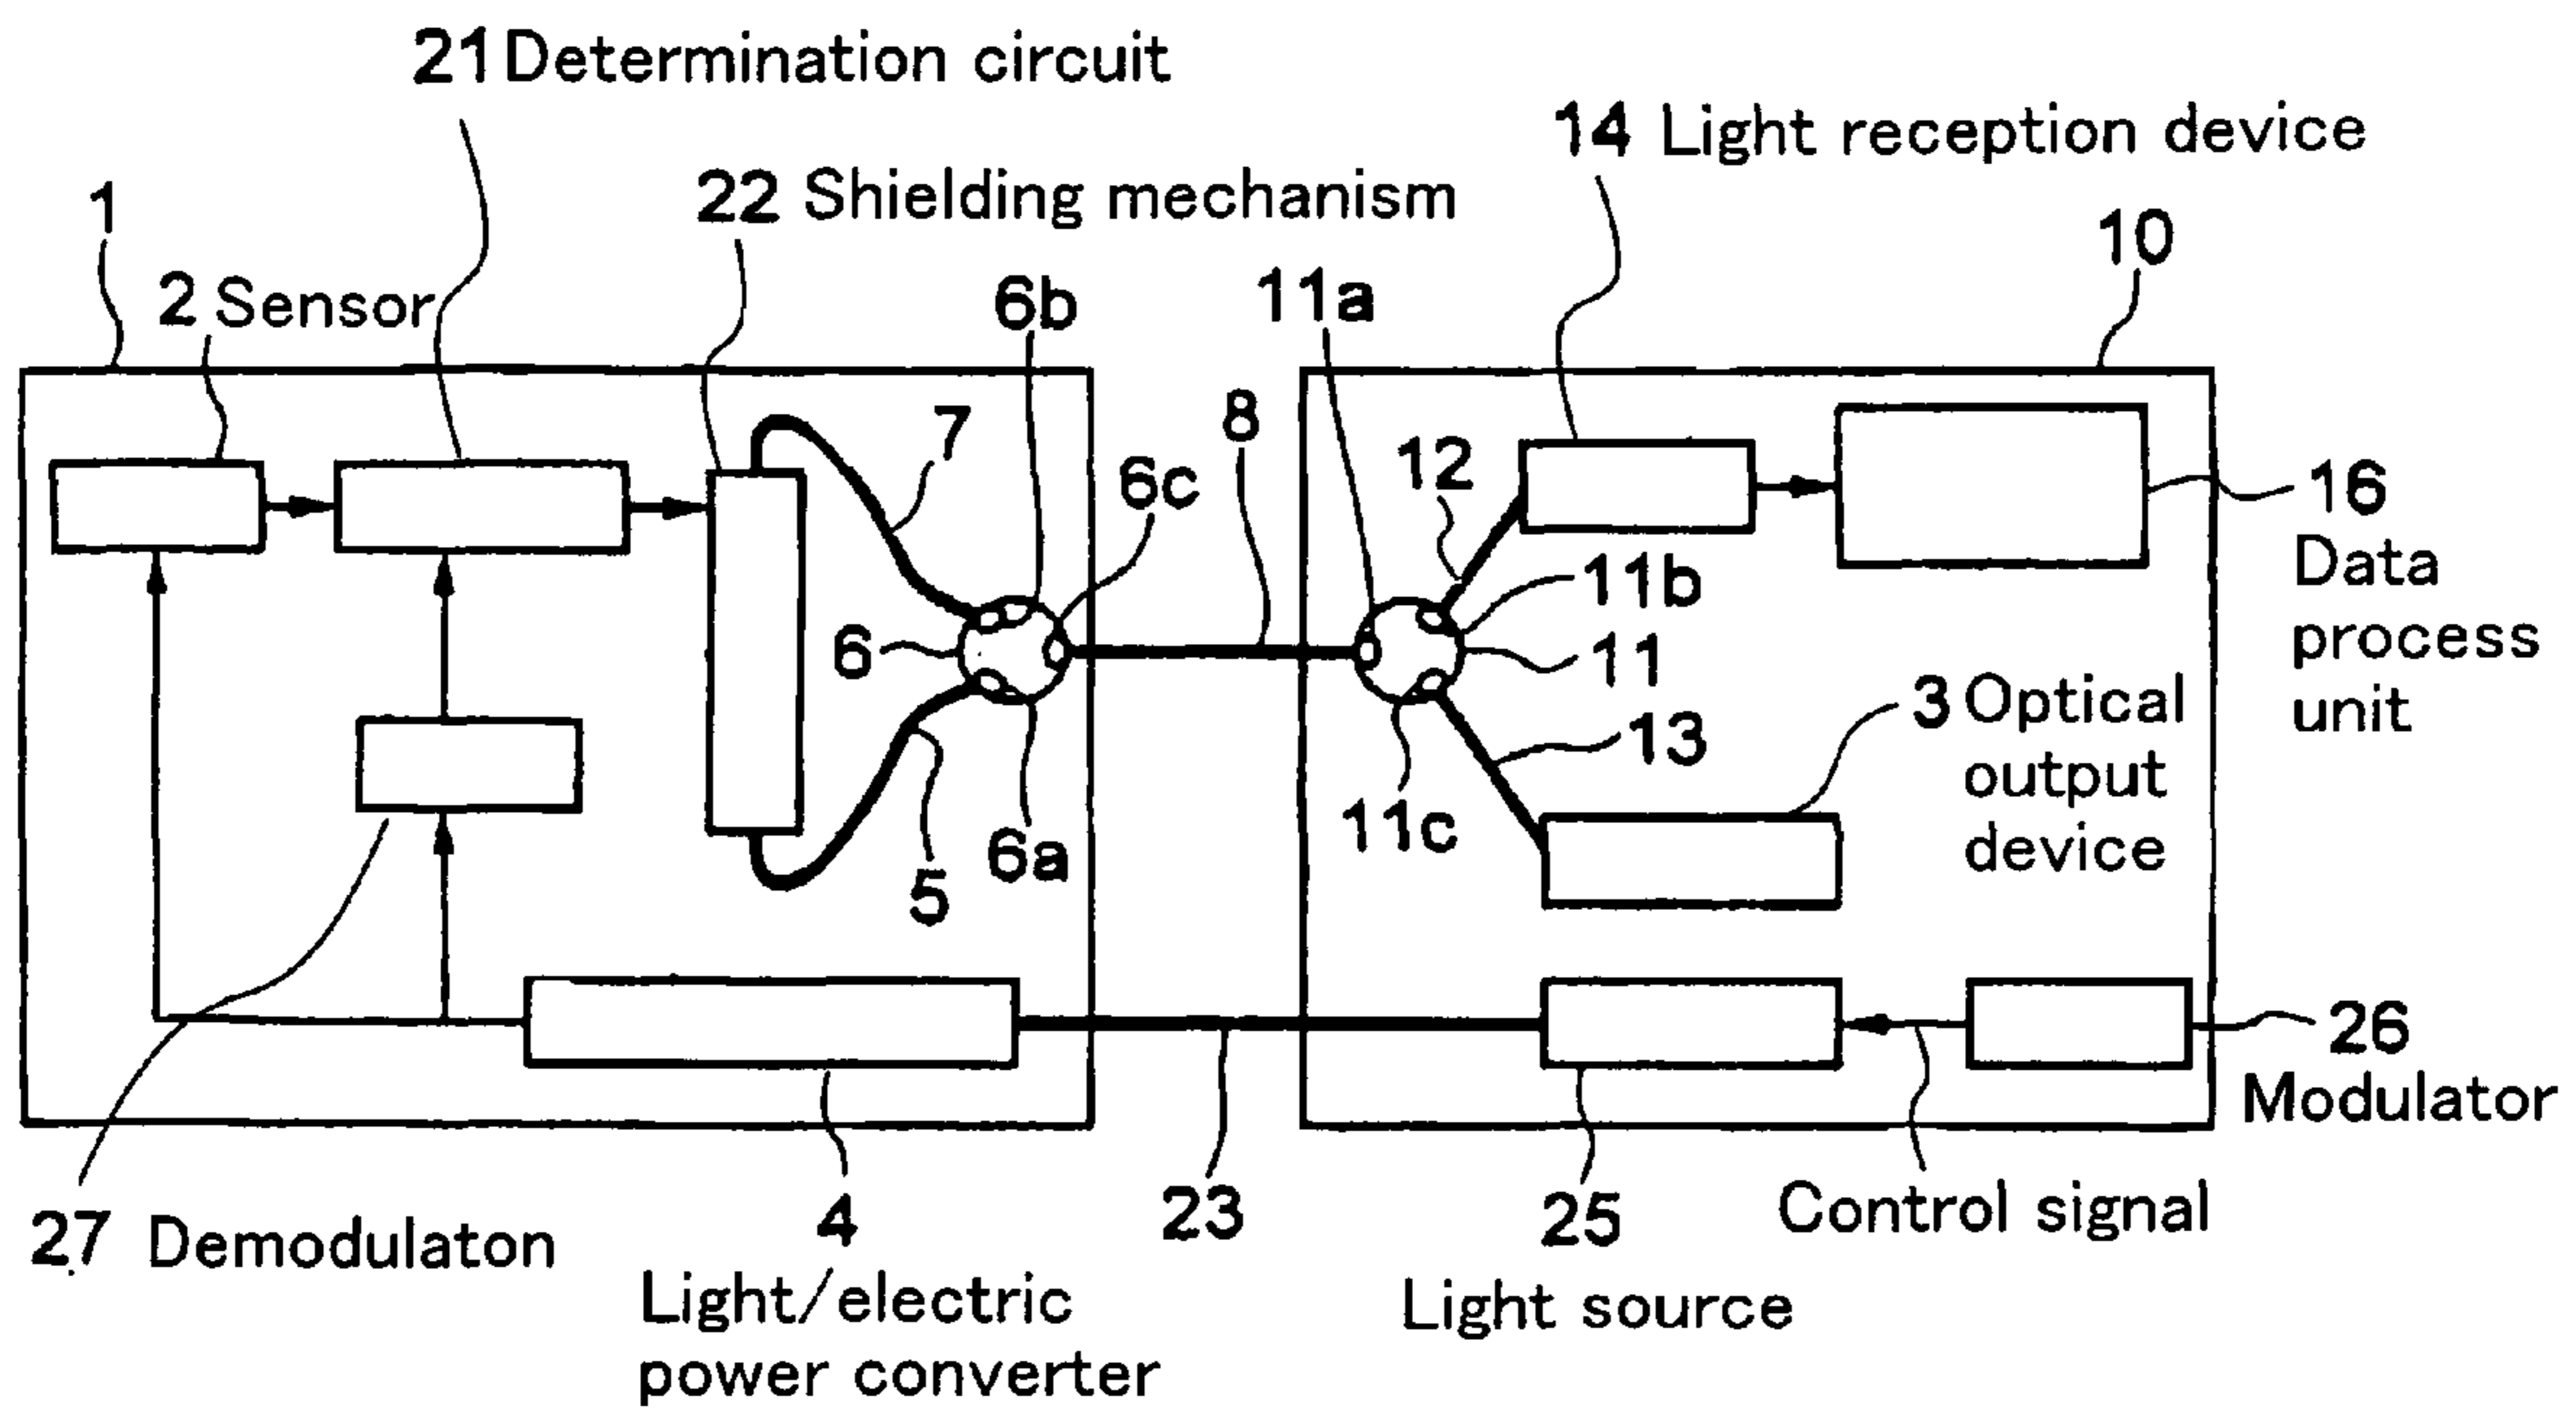 21 Determination circuit
14 Light reception device
22 Shielding mechanism
1
10
2 Sensor
6b
11a
7
8
12
6c
16
Data
process
unit
11b
6
11
3 Optical
output
device
13
11c
6a
5
26
Modulator
27 Demodulaton
4
Light/electric
power converter
23
25
Light source
Control signal